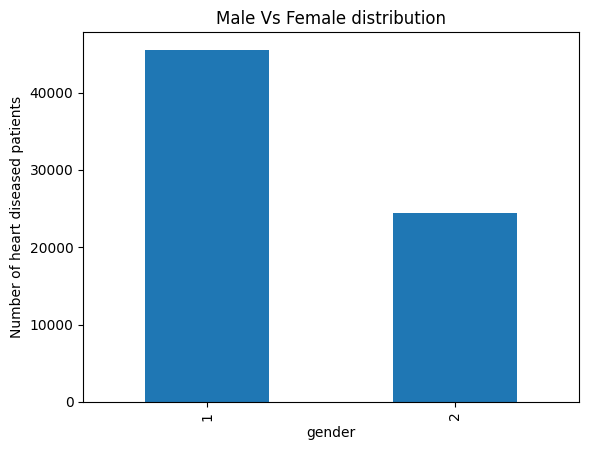 Male Vs Female distribution
Number of heart diseased patients
40000
30000
20000
10000
0
1
2
gender